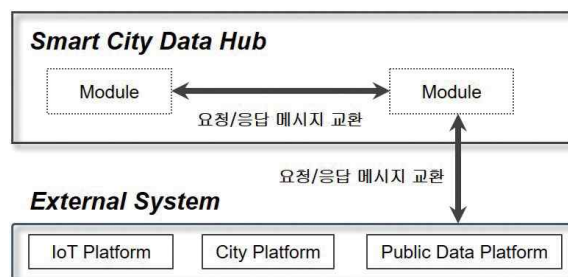 Smart City Data Hub
Module
Module
요청/응답 메시지 교환
요청/응답 메시지 교환
External System
IoT Platform
City Platform
Public Data Platform